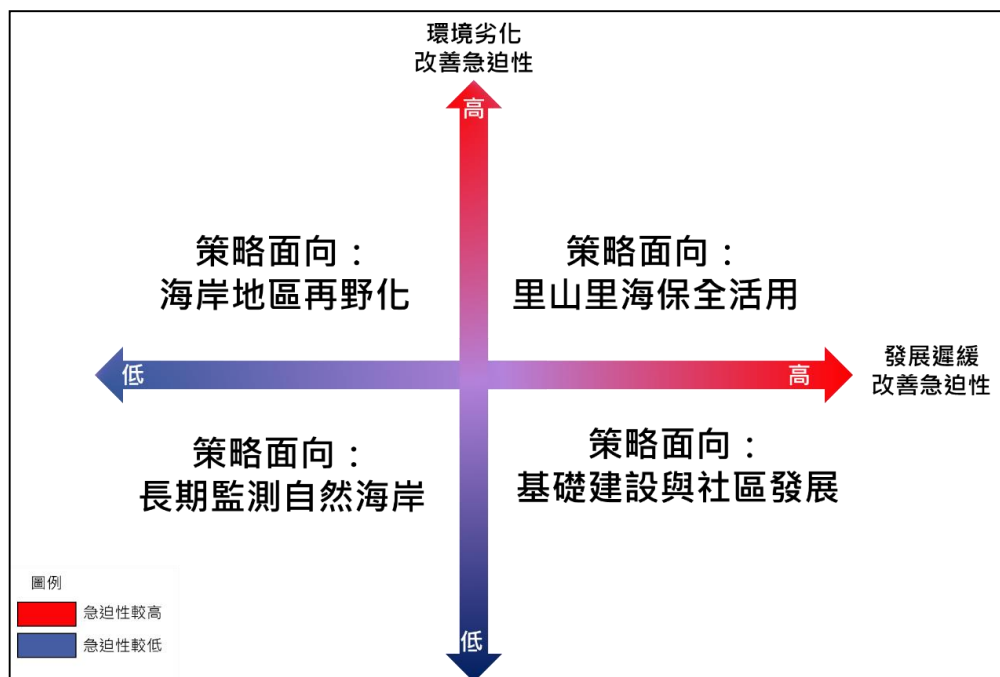 環境劣化
改善急迫性
高
策略面向：
海岸地區再野化
策略面向：
里山里海保全活用
低
高
發展遲緩
改善急迫性
策略面向：
長期監測自然海岸
策略面向：
基礎建設與社區發展
圖例
急迫性較高
急迫性較低
低